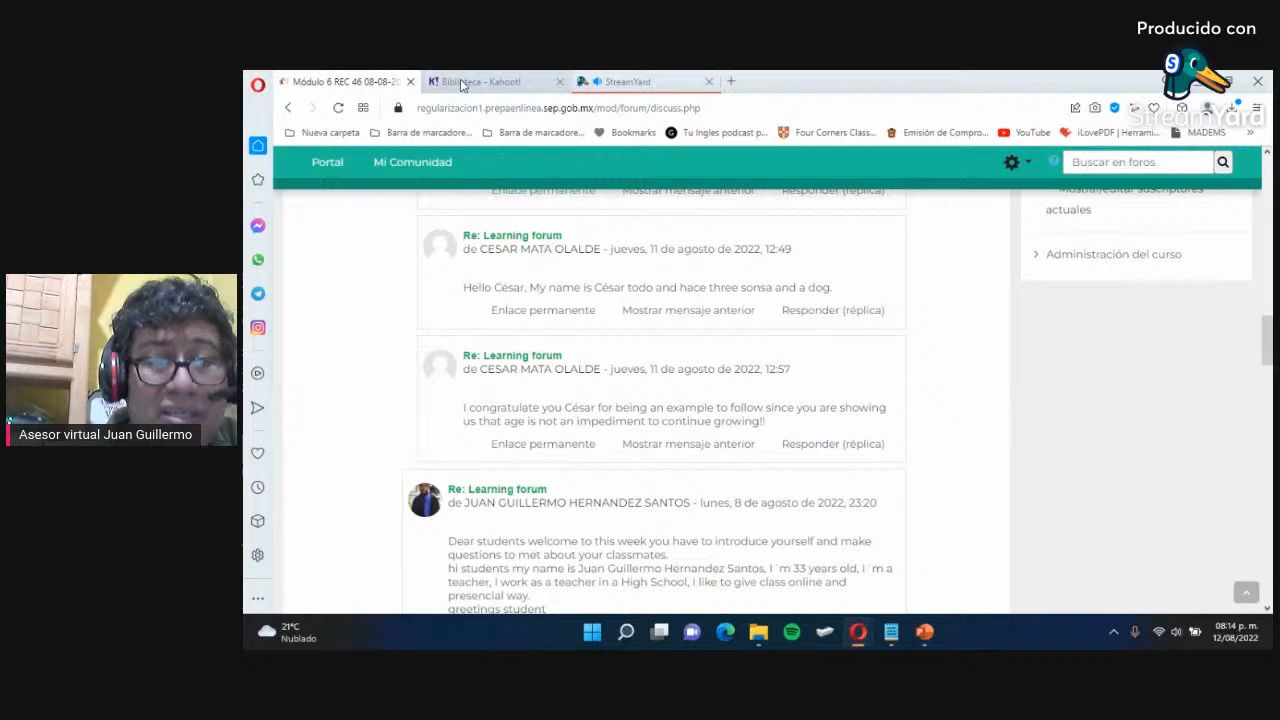 Producido con
StreamYard
Módulo 6 REC 46 08-08-20
K! Biblioteca - Kahoot!
StreamYard
regularizacion1.prepaenlinea.sep.gob.mx/mod/forum/discuss.php
Nueva carpeta
Barra de marcadore...
Barra de marcadore...
Bookmarks
Tu Ingles podcast p...
Four Corners Class...
Emisión de Compro...
YouTube
iLovePDF | Herrami...
MADEMS
Portal
Mi Comunidad
Buscar en foros
Enlace permanente
Mostrar mensaje anterior
Responder (réplica)
Mostrar/editar suscriptores
actuales
Administración del curso
Re: Learning forum
de CESAR MATA OLALDE - jueves, 11 de agosto de 2022, 12:49
Hello César. My name is César todo and hace three sonsa and a dog.
Enlace permanente
Mostrar mensaje anterior
Responder (réplica)
Re: Learning forum
de CESAR MATA OLALDE - jueves, 11 de agosto de 2022, 12:57
I congratulate you César for being an example to follow since you are showing
us that age is not an impediment to continue growing!!
Enlace permanente
Mostrar mensaje anterior
Responder (réplica)
Asesor virtual Juan Guillermo
Re: Learning forum
de JUAN GUILLERMO HERNANDEZ SANTOS - lunes, 8 de agosto de 2022, 23:20
Dear students welcome to this week you have to introduce yourself and make
questions to met about your classmates.
hi students my name is Juan Guillermo Hernandez Santos, I ´m 33 years old, I ´m a
teacher, I work as a teacher in a High School, I like to give class online and
presencial way.
greetings student
21°C
Nublado
08:14 p. m.
12/08/2022